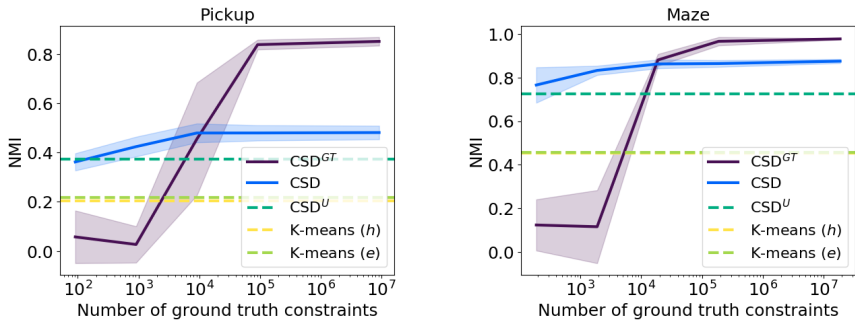 Pickup
NMI
0.8
0.6
0.4
0.2
0.0
10² 10³ 10⁴ 10⁵ 10⁶ 10⁷
Number of ground truth constraints
CSD^GT
CSD
CSD^U
K-means (h)
K-means (e)
Maze
NMI
1.0
0.8
0.6
0.4
0.2
0.0
10³ 10⁴ 10⁵ 10⁶ 10⁷
Number of ground truth constraints
CSD^GT
CSD
CSD^U
K-means (h)
K-means (e)